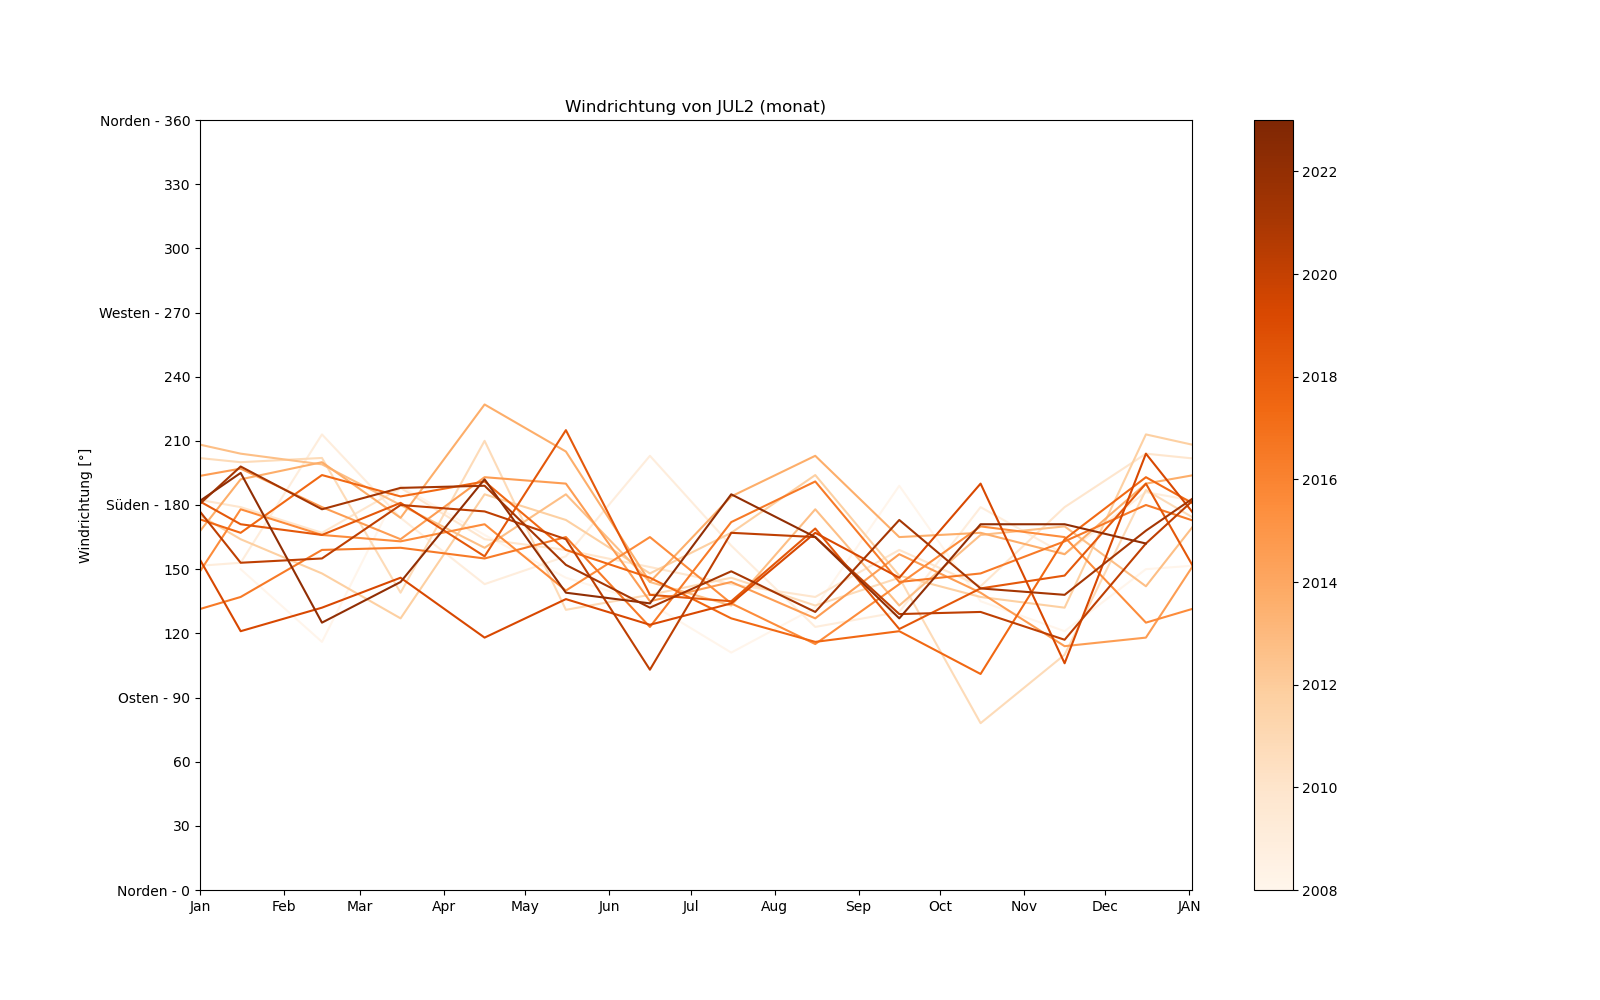 Windrichtung von JUL2 (monat)
Windrichtung [°]
Norden - 360
330
300
Westen - 270
240
210
Süden - 180
150
120
Osten - 90
60
30
Norden - 0
Jan Feb Mar Apr May Jun Jul Aug Sep Oct Nov Dec JAN
2022
2020
2018
2016
2014
2012
2010
2008